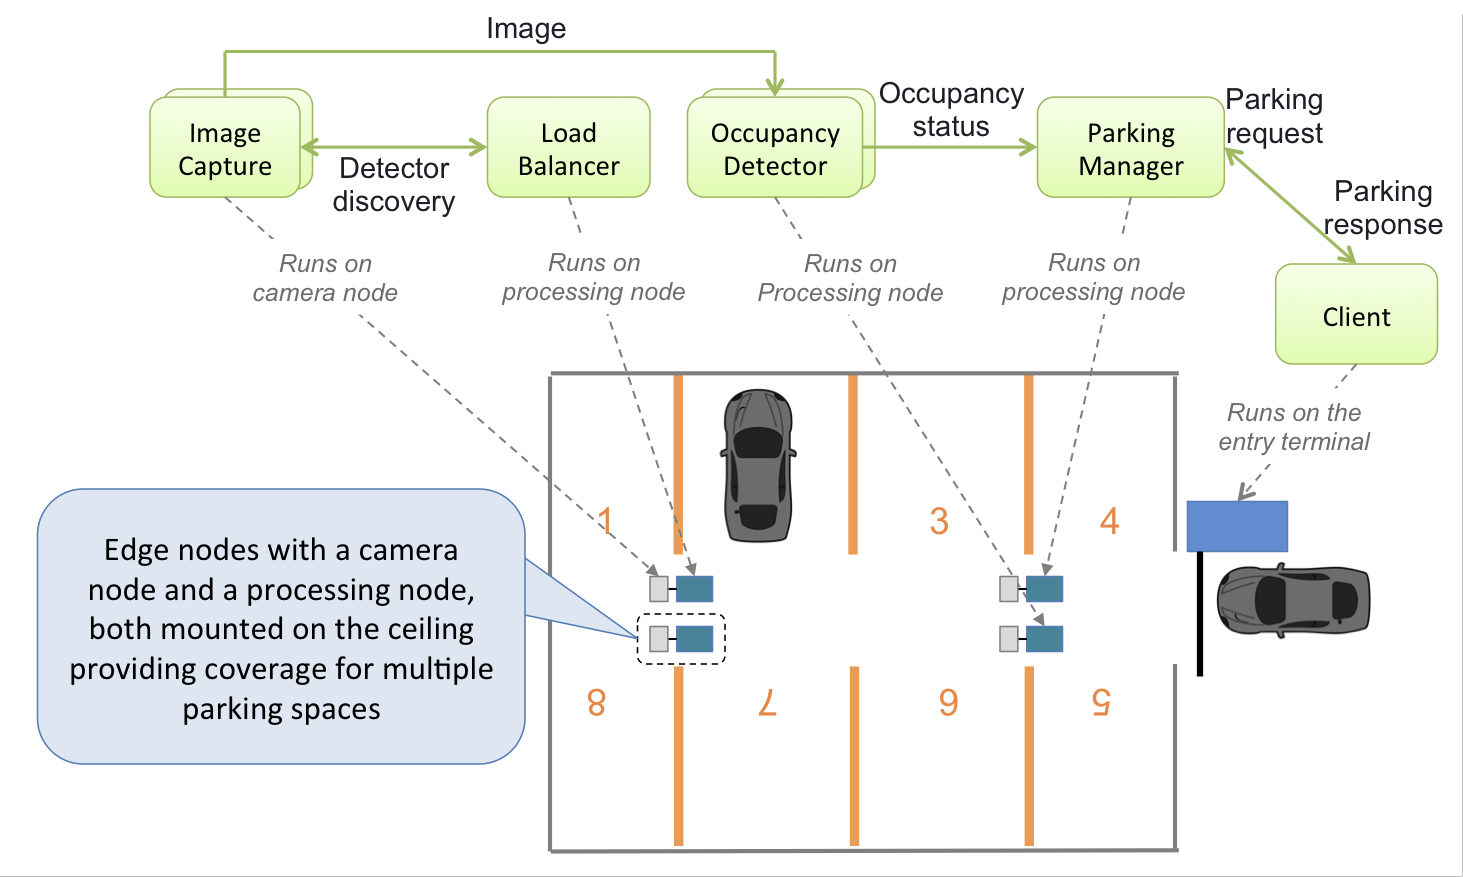 Image
Image
Capture
Detector
discovery
Load
Balancer
Occupancy
Detector
Occupancy
status
Parking
Manager
Parking
request
Parking
response
Client
Runs on
camera node
Runs on
processing node
Runs on
Processing node
Runs on
processing node
Runs on the
entry terminal
1
3
4
Edge nodes with a camera
node and a processing node,
both mounted on the ceiling
providing coverage for multiple
parking spaces
8
7
6
5